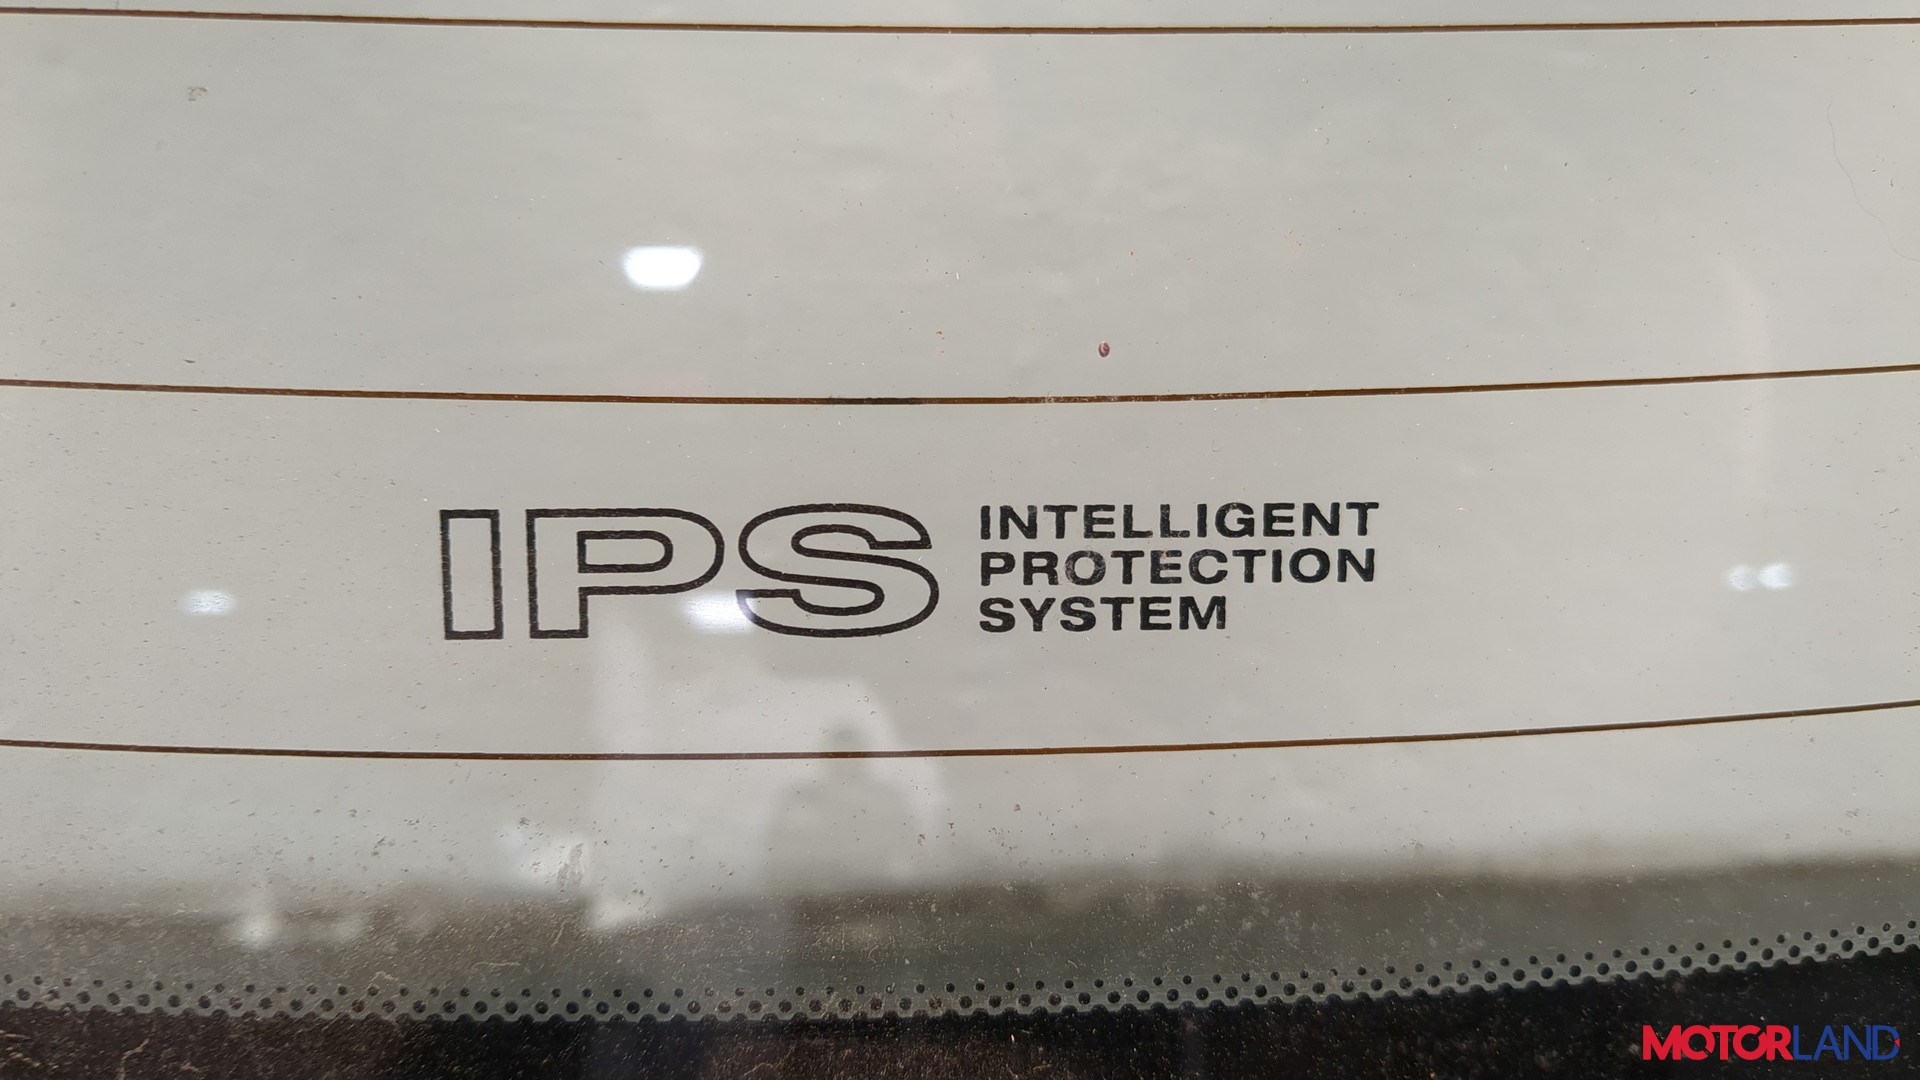 IPS
INTELLIGENT
PROTECTION
SYSTEM
MOTORLAND